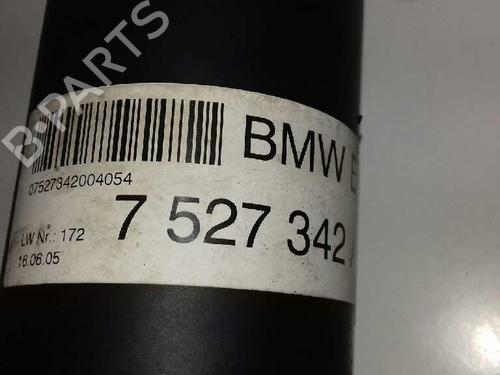 B-PARTS
BMW E
07527342004054
7 527 342
LW Nr.: 172
16.06.05